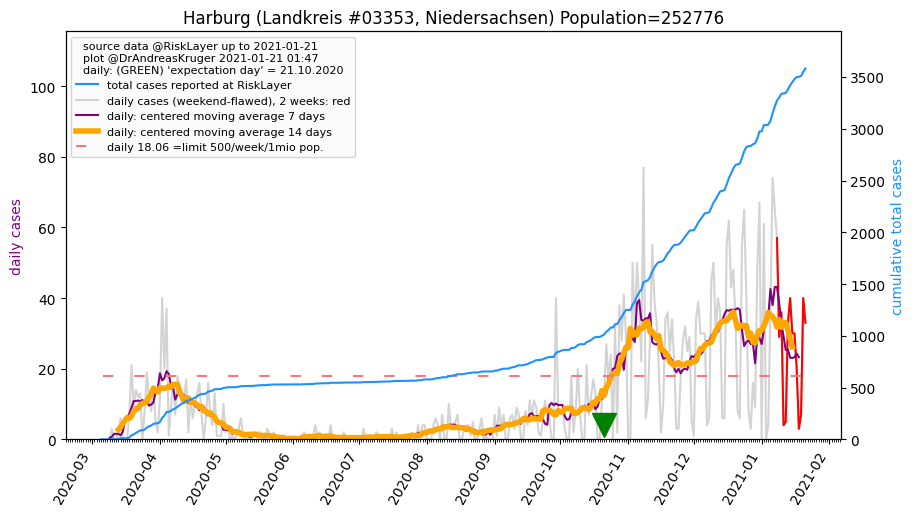 Harburg (Landkreis #03353, Niedersachsen) Population=252776
source data @RiskLayer up to 2021-01-21
plot @DrAndreasKruger 2021-01-21 01:47
daily: (GREEN) 'expectation day' = 21.10.2020
total cases reported at RiskLayer
daily cases (weekend-flawed), 2 weeks: red
daily: centered moving average 7 days
daily: centered moving average 14 days
daily 18.06 =limit 500/week/1mio pop.
daily cases
0
20
40
60
80
100
cumulative total cases
0
500
1000
1500
2000
2500
3000
3500
2020-03
2020-04
2020-05
2020-06
2020-07
2020-08
2020-09
2020-10
2020-11
2020-12
2021-01
2021-02